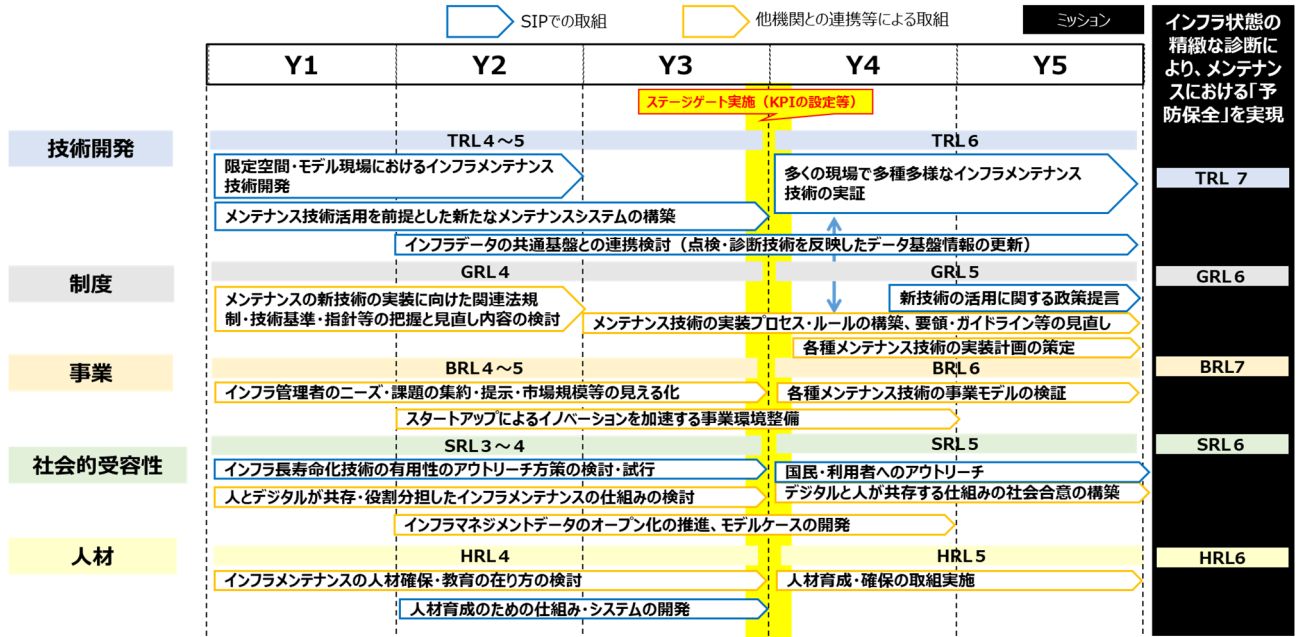 SIPでの取組
他機関との連携等による取組
ミッション
インフラ状態の
精緻な診断に
より、メンテナン
スにおける「予
防保全」を実現
Y1
Y2
Y3
Y4
Y5
ステージゲート実施（KPIの設定等）
技術開発
TRL４～５
TRL６
TRL ７
限定空間・モデル現場におけるインフラメンテナンス
技術開発
多くの現場で多種多様なインフラメンテナンス
技術の実証
メンテナンス技術活用を前提とした新たなメンテナンスシステムの構築
インフラデータの共通基盤との連携検討（点検・診断技術を反映したデータ基盤情報の更新）
制度
GRL４
GRL５
GRL６
メンテナンスの新技術の実装に向けた関連法規
制・技術基準・指針等の把握と見直し内容の検討
新技術の活用に関する政策提言
メンテナンス技術の実装プロセス・ルールの構築、要領・ガイドライン等の見直し
各種メンテナンス技術の実装計画の策定
事業
BRL４～５
BRL６
BRL７
インフラ管理者のニーズ・課題の集約・提示・市場規模等の見える化
各種メンテナンス技術の事業モデルの検証
スタートアップによるイノベーションを加速する事業環境整備
社会的受容性
SRL３～４
SRL５
SRL６
インフラ長寿命化技術の有用性のアウトリーチ方策の検討・試行
国民・利用者へのアウトリーチ
人とデジタルが共存・役割分担したインフラメンテナンスの仕組みの検討
デジタルと人が共存する仕組みの社会合意の構築
インフラマネジメントデータのオープン化の推進、モデルケースの開発
人材
HRL４
HRL５
HRL６
インフラメンテナンスの人材確保・教育の在り方の検討
人材育成・確保の取組実施
人材育成のための仕組み・システムの開発